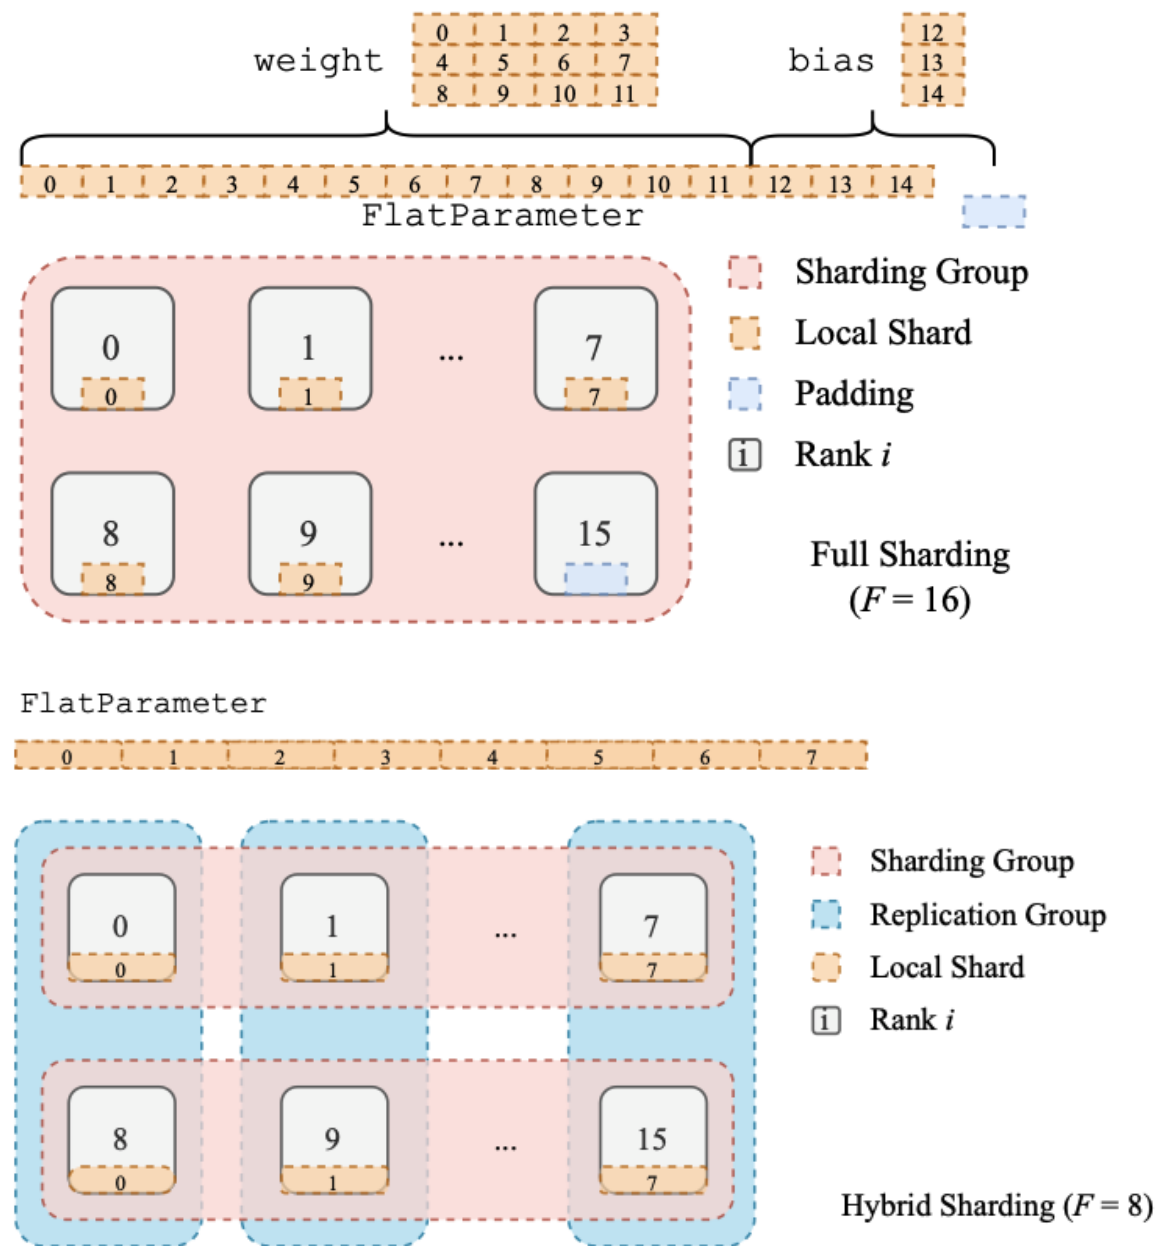 weight
0 1 2 3
4 5 6 7
8 9 10 11
bias
12
13
14
0 1 2 3 4 5 6 7 8 9 10 11 12 13 14
FlatParameter
0 1 ... 7
0 1 7
8 9 ... 15
8 9
Sharding Group
Local Shard
Padding
i Rank i
Full Sharding
(F = 16)
FlatParameter
0 1 2 3 4 5 6 7
0 1 ... 7
0 1 7
8 9 ... 15
0 1 7
Sharding Group
Replication Group
Local Shard
i Rank i
Hybrid Sharding (F = 8)